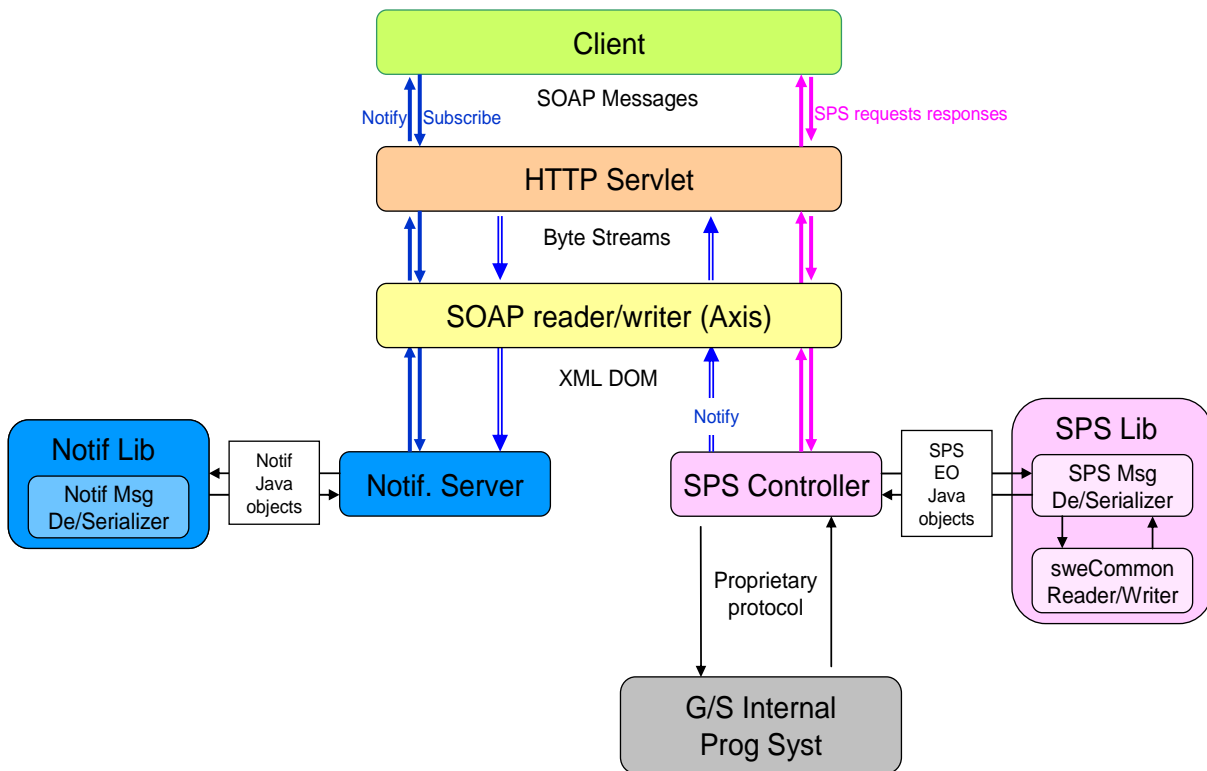 Client
SOAP Messages
Notify
Subscribe
SPS requests responses
HTTP Servlet
Byte Streams
SOAP reader/writer (Axis)
XML DOM
Notify
Notif Lib
Notif Msg
De/Serializer
Notif
Java
objects
Notif. Server
SPS Controller
SPS
EO
Java
objects
SPS Lib
SPS Msg
De/Serializer
sweCommon
Reader/Writer
Proprietary
protocol
G/S Internal
Prog Syst